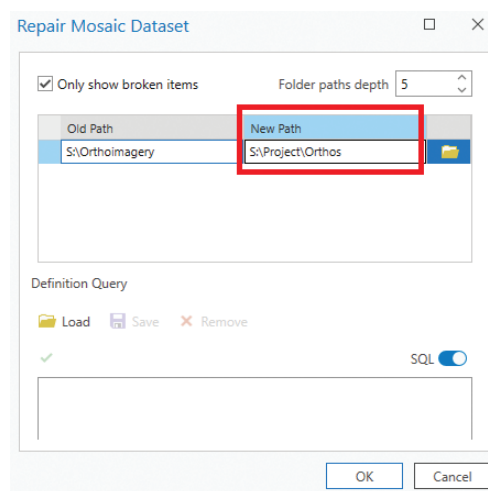 Repair Mosaic Dataset
Only show broken items Folder paths depth 5
Old Path New Path
S:\Orthoimagery S:\Project\Orthos
Definition Query
Load Save Remove
SQL
OK Cancel